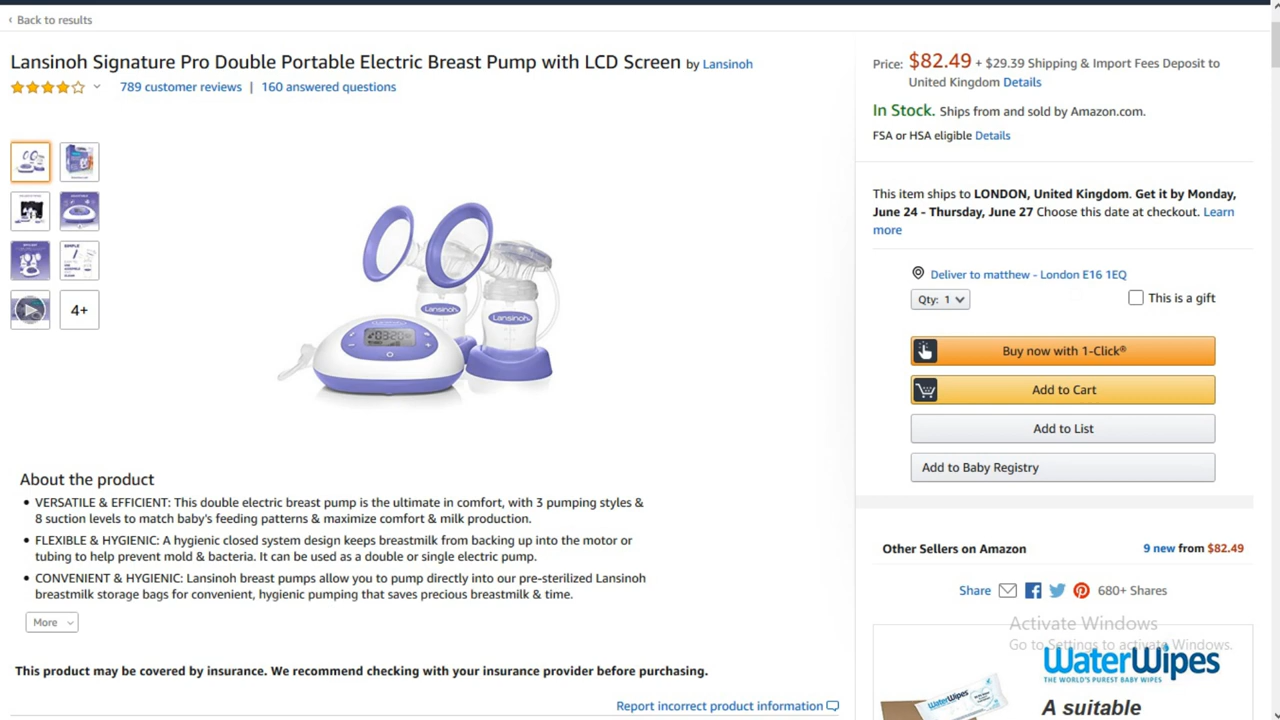 ‹ Back to results
Lansinoh Signature Pro Double Portable Electric Breast Pump with LCD Screen by Lansinoh
789 customer reviews | 160 answered questions
4+
Lansinoh
Lansinoh
03:20
About the product
• VERSATILE & EFFICIENT: This double electric breast pump is the ultimate in comfort, with 3 pumping styles &
8 suction levels to match baby's feeding patterns & maximize comfort & milk production.
• FLEXIBLE & HYGIENIC: A hygienic closed system design keeps breastmilk from backing up into the motor or
tubing to help prevent mold & bacteria. It can be used as a double or single electric pump.
• CONVENIENT & HYGIENIC: Lansinoh breast pumps allow you to pump directly into our pre-sterilized Lansinoh
breastmilk storage bags for convenient, hygienic pumping that saves precious breastmilk & time.
More
This product may be covered by insurance. We recommend checking with your insurance provider before purchasing.
Report incorrect product information
Price: $82.49 + $29.39 Shipping & Import Fees Deposit to
United Kingdom Details
In Stock. Ships from and sold by Amazon.com.
FSA or HSA eligible Details
This item ships to LONDON, United Kingdom. Get it by Monday,
June 24 - Thursday, June 27 Choose this date at checkout. Learn
more
Deliver to matthew - London E16 1EQ
Qty: 1
This is a gift
Buy now with 1-Click®
Add to Cart
Add to List
Add to Baby Registry
Other Sellers on Amazon
9 new from $82.49
Share 680+ Shares
Activate Windows
Go to Settings to activate Windows.
WaterWipes
THE WORLD'S PUREST BABY WIPES
WaterWipes
A suitable